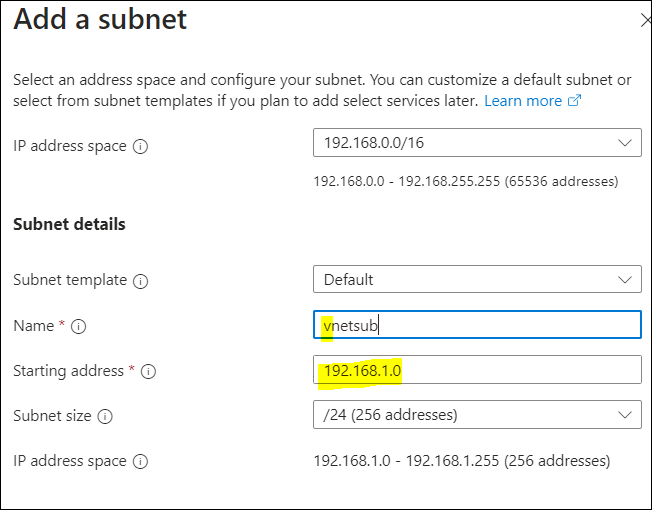 Add a subnet
Select an address space and configure your subnet. You can customize a default subnet or
select from subnet templates if you plan to add select services later. Learn more
IP address space
192.168.0.0/16
192.168.0.0 - 192.168.255.255 (65536 addresses)
Subnet details
Subnet template
Default
Name *
vnetsub
Starting address *
192.168.1.0
Subnet size
/24 (256 addresses)
IP address space
192.168.1.0 - 192.168.1.255 (256 addresses)